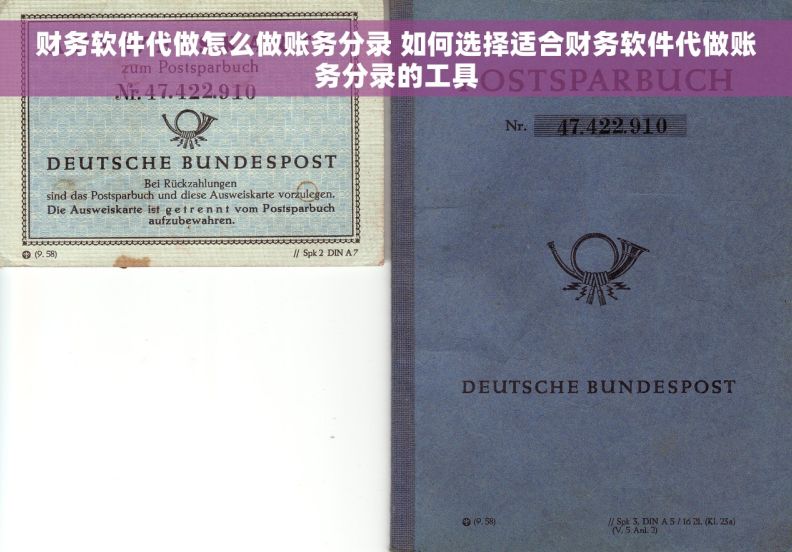 财务软件代做怎么做账务分录 如何选择适合财务软件代做账
务分录的工具
zum Postsparbuch
Nr. 47.422.910
DEUTSCHE BUNDESPOST
Bei Rückzahlungen
sind das Postsparbuch und diese Ausweiskarte vorzulegen.
Die Ausweiskarte ist getrennt vom Postsparbuch
aufzubewahren.
(9. 58)
// Spk 2 DIN A 7
POSTSPARBUCH
Nr. 47.422.910
DEUTSCHE BUNDESPOST
(9. 58)
// Spk 3, DIN A 5 / 16 Bl. (Kl. 23a)
(V, 5 Anl. 2)